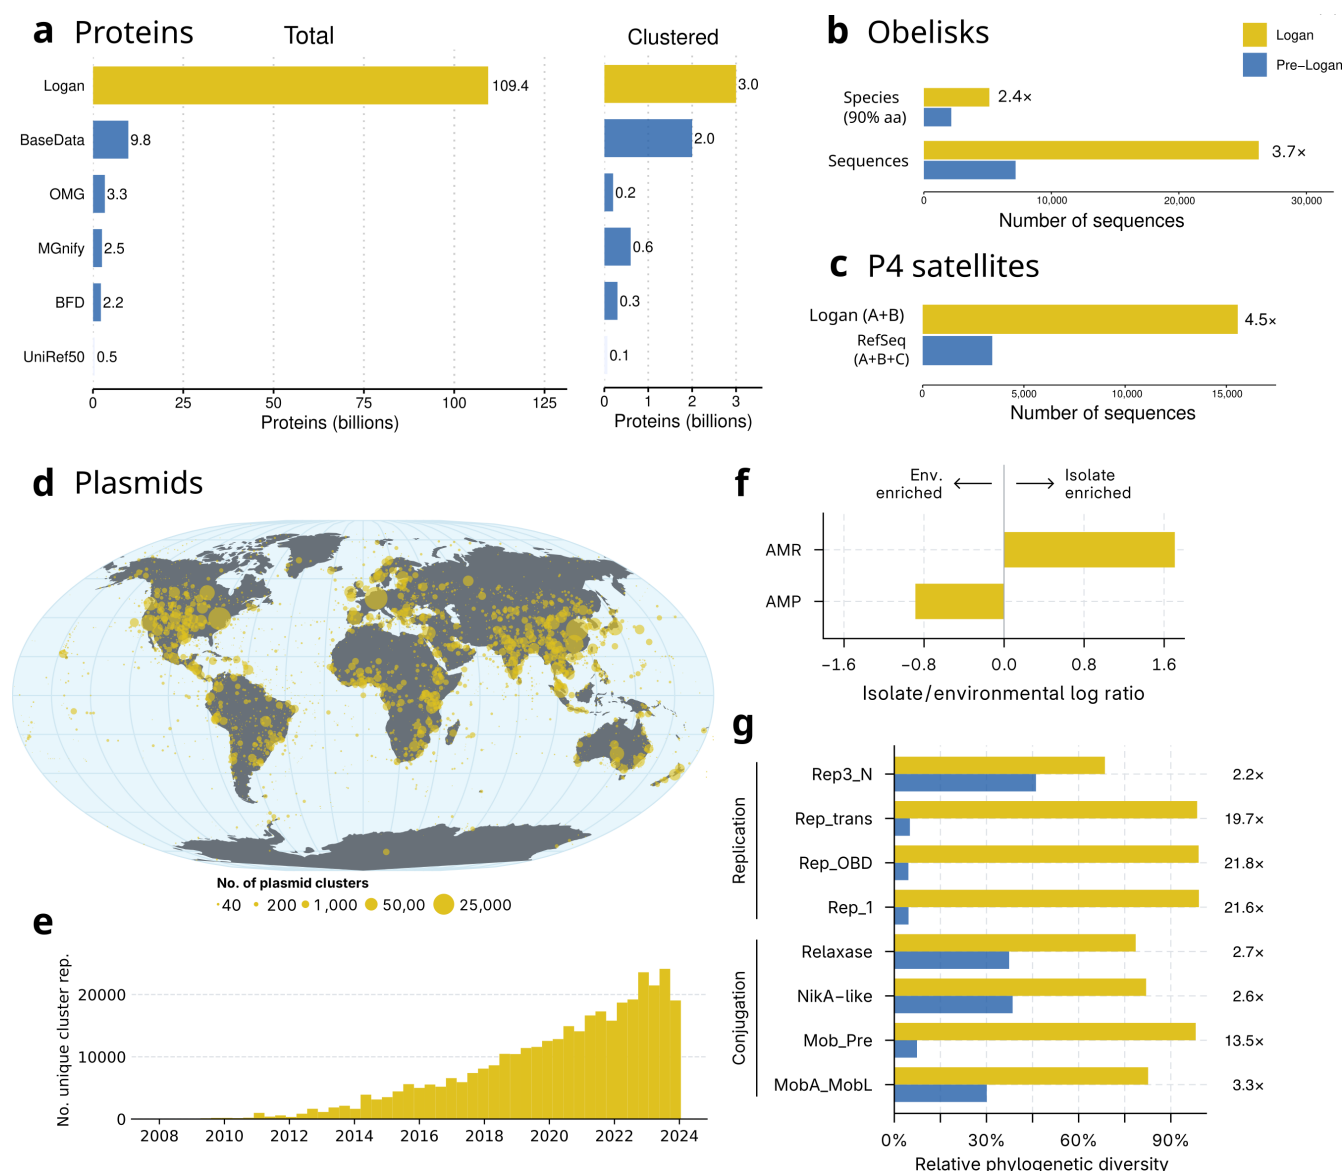 a Proteins
Total
Clustered
Logan
109.4
3.0
BaseData
9.8
2.0
OMG
3.3
0.2
MGnify
2.5
0.6
BFD
2.2
0.3
UniRef50
0.5
0.1
0 25 50 75 100 125
0 1 2 3
Proteins (billions)
Proteins (billions)
b Obelisks
Logan
Pre−Logan
Species
(90% aa)
2.4×
Sequences
3.7×
0 10,000 20,000 30,000
Number of sequences
c P4 satellites
Logan (A+B)
4.5×
RefSeq
(A+B+C)
0 5,000 10,000 15,000
Number of sequences
d Plasmids
No. of plasmid clusters
40 200 1,000 50,00 25,000
e
No. unique cluster rep.
20000
10000
0
2008 2010 2012 2014 2016 2018 2020 2022 2024
f
Env.
enriched
Isolate
enriched
AMR
AMP
−1.6 −0.8 0.0 0.8 1.6
Isolate/environmental log ratio
g
Replication
Rep3_N
2.2×
Rep_trans
19.7×
Rep_OBD
21.8×
Rep_1
21.6×
Conjugation
Relaxase
2.7×
NikA−like
2.6×
Mob_Pre
13.5×
MobA_MobL
3.3×
0% 30% 60% 90%
Relative phylogenetic diversity